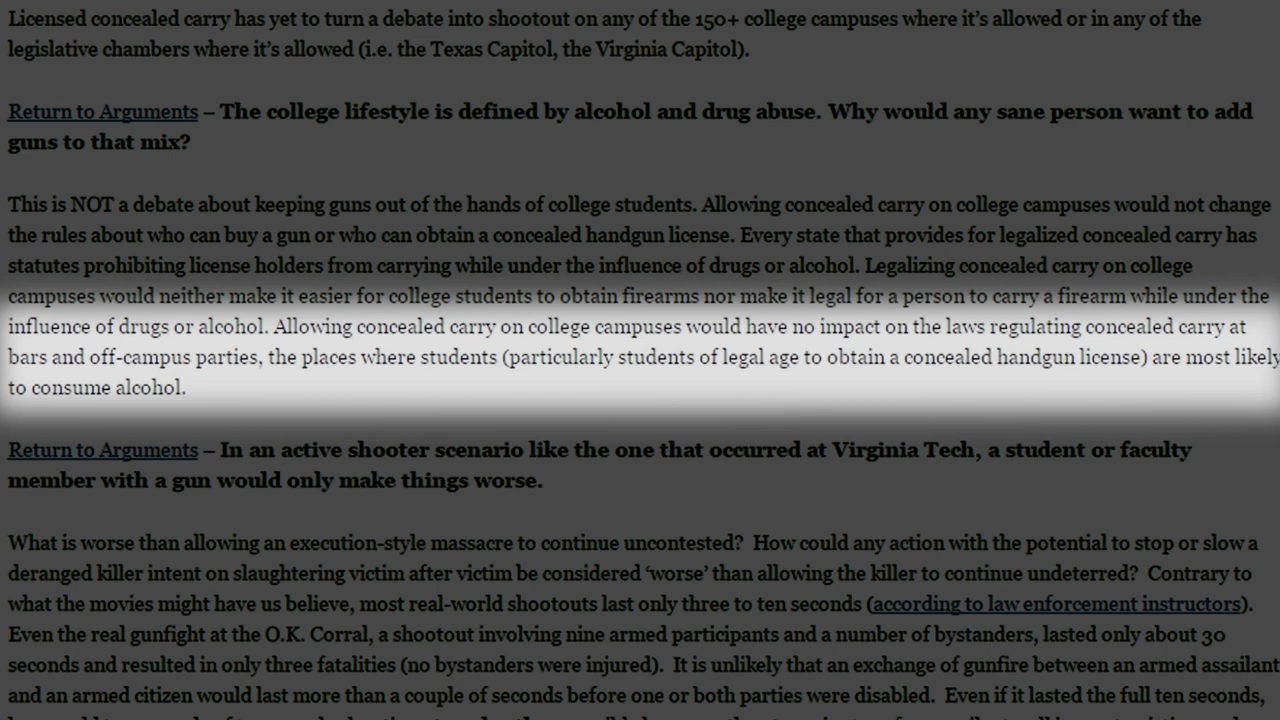 Licensed concealed carry has yet to turn a debate into shootout on any of the 150+ college campuses where it’s allowed or in any of the
legislative chambers where it’s allowed (i.e. the Texas Capitol, the Virginia Capitol).
Return to Arguments – The college lifestyle is defined by alcohol and drug abuse. Why would any sane person want to add
guns to that mix?
This is NOT a debate about keeping guns out of the hands of college students. Allowing concealed carry on college campuses would not change
the rules about who can buy a gun or who can obtain a concealed handgun license. Every state that provides for legalized concealed carry has
statutes prohibiting license holders from carrying while under the influence of drugs or alcohol. Legalizing concealed carry on college
campuses would neither make it easier for college students to obtain firearms nor make it legal for a person to carry a firearm while under the
influence of drugs or alcohol. Allowing concealed carry on college campuses would have no impact on the laws regulating concealed carry at
bars and off-campus parties, the places where students (particularly students of legal age to obtain a concealed handgun license) are most likely
to consume alcohol.
Return to Arguments – In an active shooter scenario like the one that occurred at Virginia Tech, a student or faculty
member with a gun would only make things worse.
What is worse than allowing an execution-style massacre to continue uncontested?  How could any action with the potential to stop or slow a
deranged killer intent on slaughtering victim after victim be considered ‘worse’ than allowing the killer to continue undeterred?  Contrary to
what the movies might have us believe, most real-world shootouts last only three to ten seconds (according to law enforcement instructors).
Even the real gunfight at the O.K. Corral, a shootout involving nine armed participants and a number of bystanders, lasted only about 30
seconds and resulted in only three fatalities (no bystanders were injured).  It is unlikely that an exchange of gunfire between an armed assailant
and an armed citizen would last more than a couple of seconds before one or both parties were disabled.  Even if it lasted the full ten seconds,